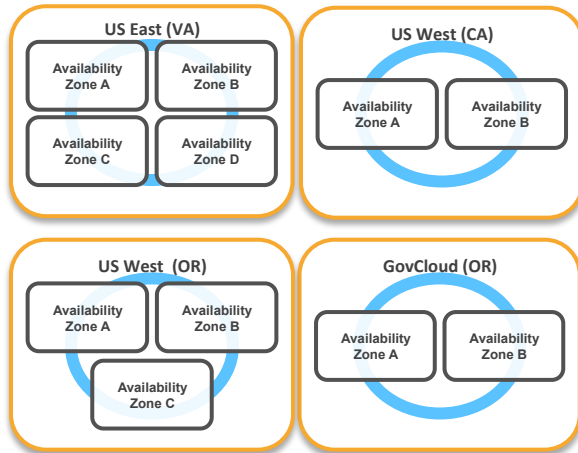 US East (VA)
Availability
Zone A
Availability
Zone B
Availability
Zone C
Availability
Zone D
US West (CA)
Availability
Zone A
Availability
Zone B
US West  (OR)
Availability
Zone A
Availability
Zone B
Availability
Zone C
GovCloud (OR)
Availability
Zone A
Availability
Zone B